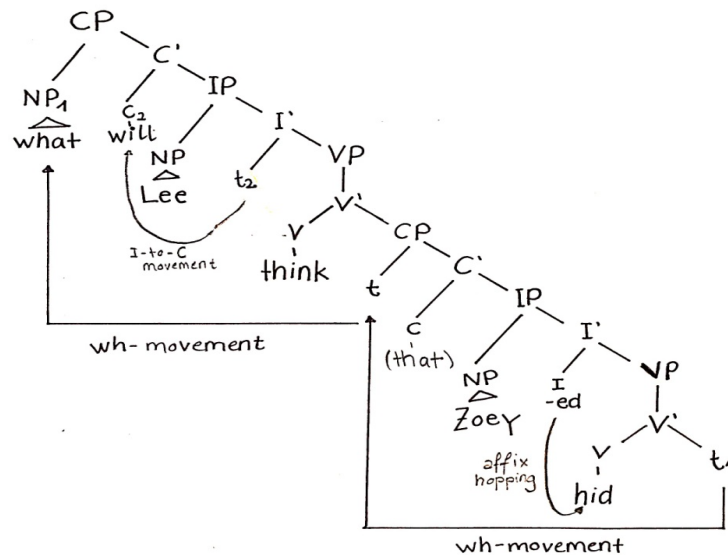 CP
C'
NP₁
what
C₂
will
IP
NP
Lee
I'
t₂
VP
V'
I-to-C
movement
V
think
CP
t
C'
C
(that)
IP
wh-movement
NP
Zoey
I'
I
-ed
VP
V'
affix
hopping
V
hid
t₁
wh-movement